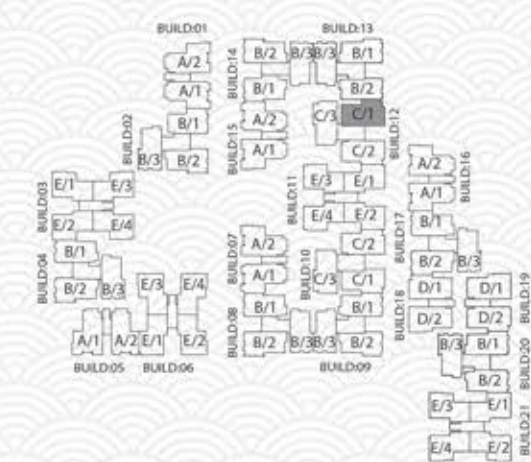 BUILD:01
A/2
A/1
B/1
B/2
B/3
BUILD:02
BUILD:03
E/1
E/3
E/2
E/4
BUILD:04
B/1
B/2
B/3
A/1
A/2
BUILD:05
E/3
E/4
E/1
E/2
BUILD:06
BUILD:13
BUILD:14
B/2
B/3
B/3
B/1
B/1
B/2
BUILD:15
A/2
A/1
C/3
C/1
C/2
BUILD:12
BUILD:11
E/3
E/1
E/4
E/2
BUILD:07
A/2
A/1
BUILD:10
C/2
C/3
C/1
BUILD:08
B/1
B/2
B/3
B/3
B/1
B/2
BUILD:09
BUILD:16
A/2
A/1
BUILD:17
B/1
B/2
B/3
BUILD:18
D/1
D/2
D/1
D/2
BUILD:19
B/3
B/1
B/2
BUILD:20
E/3
E/1
E/4
E/2
BUILD:21